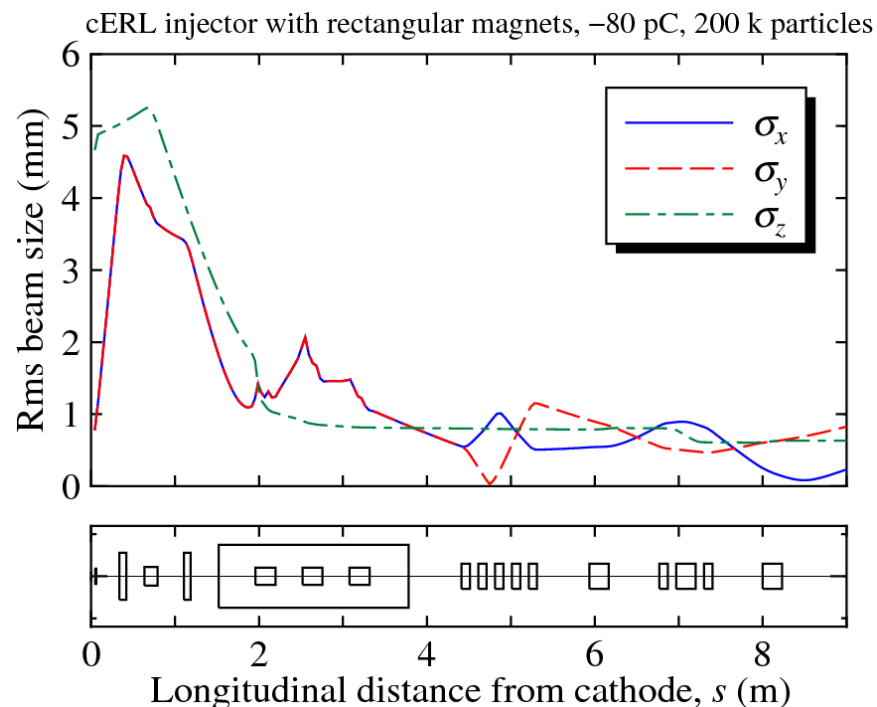 cERL injector with rectangular magnets, −80 pC, 200 k particles
6
5
4
3
2
1
0
Rms beam size (mm)
σx
σy
σz
0 2 4 6 8
Longitudinal distance from cathode, s (m)